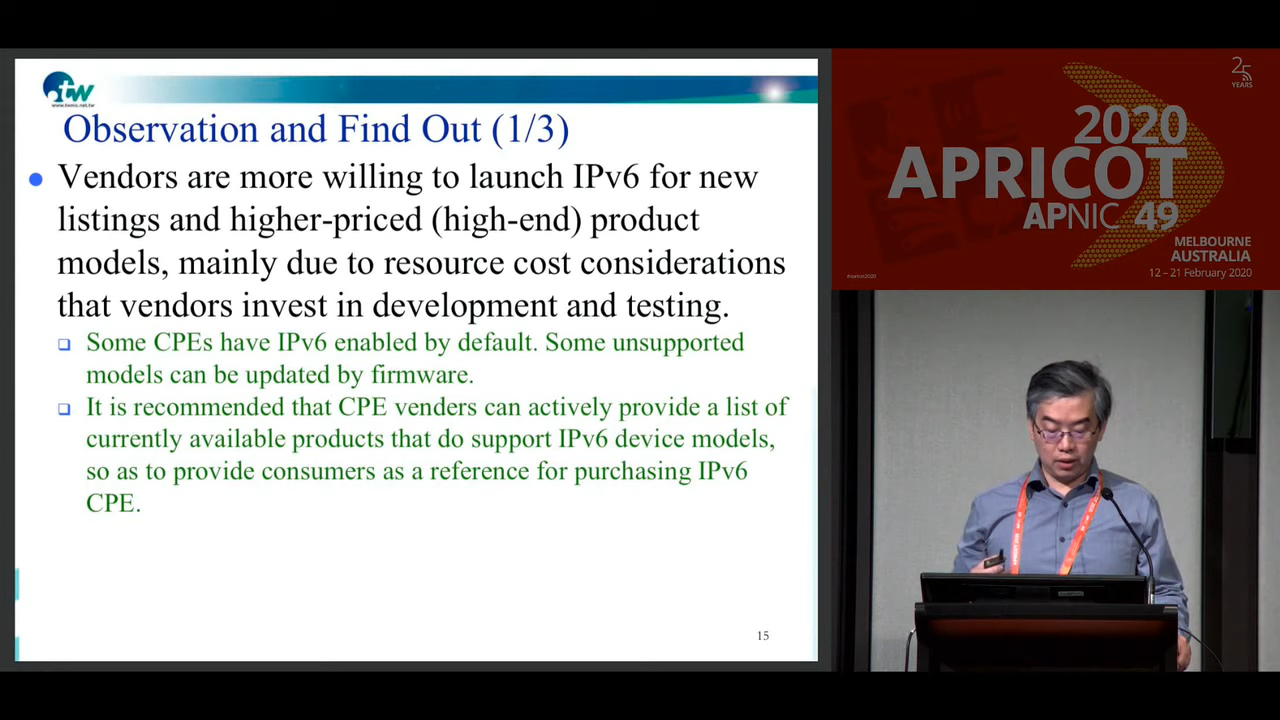 .tw
www.twnic.net.tw
Observation and Find Out (1/3)
Vendors are more willing to launch IPv6 for new
listings and higher-priced (high-end) product
models, mainly due to resource cost considerations
that vendors invest in development and testing.
Some CPEs have IPv6 enabled by default. Some unsupported
models can be updated by firmware.
It is recommended that CPE venders can actively provide a list of
currently available products that do support IPv6 device models,
so as to provide consumers as a reference for purchasing IPv6
CPE.
15
25
YEARS
2020
APRICOT
APNIC 49
MELBOURNE
AUSTRALIA
12 – 21 February 2020
#apricot2020